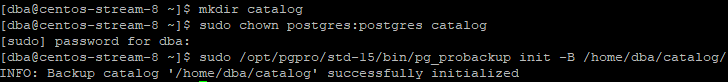 [dba@centos-stream-8 ~]$ mkdir catalog
[dba@centos-stream-8 ~]$ sudo chown postgres:postgres catalog
[sudo] password for dba:
[dba@centos-stream-8 ~]$ sudo /opt/pgpro/std-15/bin/pg_probackup init -B /home/dba/catalog/
INFO: Backup catalog '/home/dba/catalog' successfully initialized